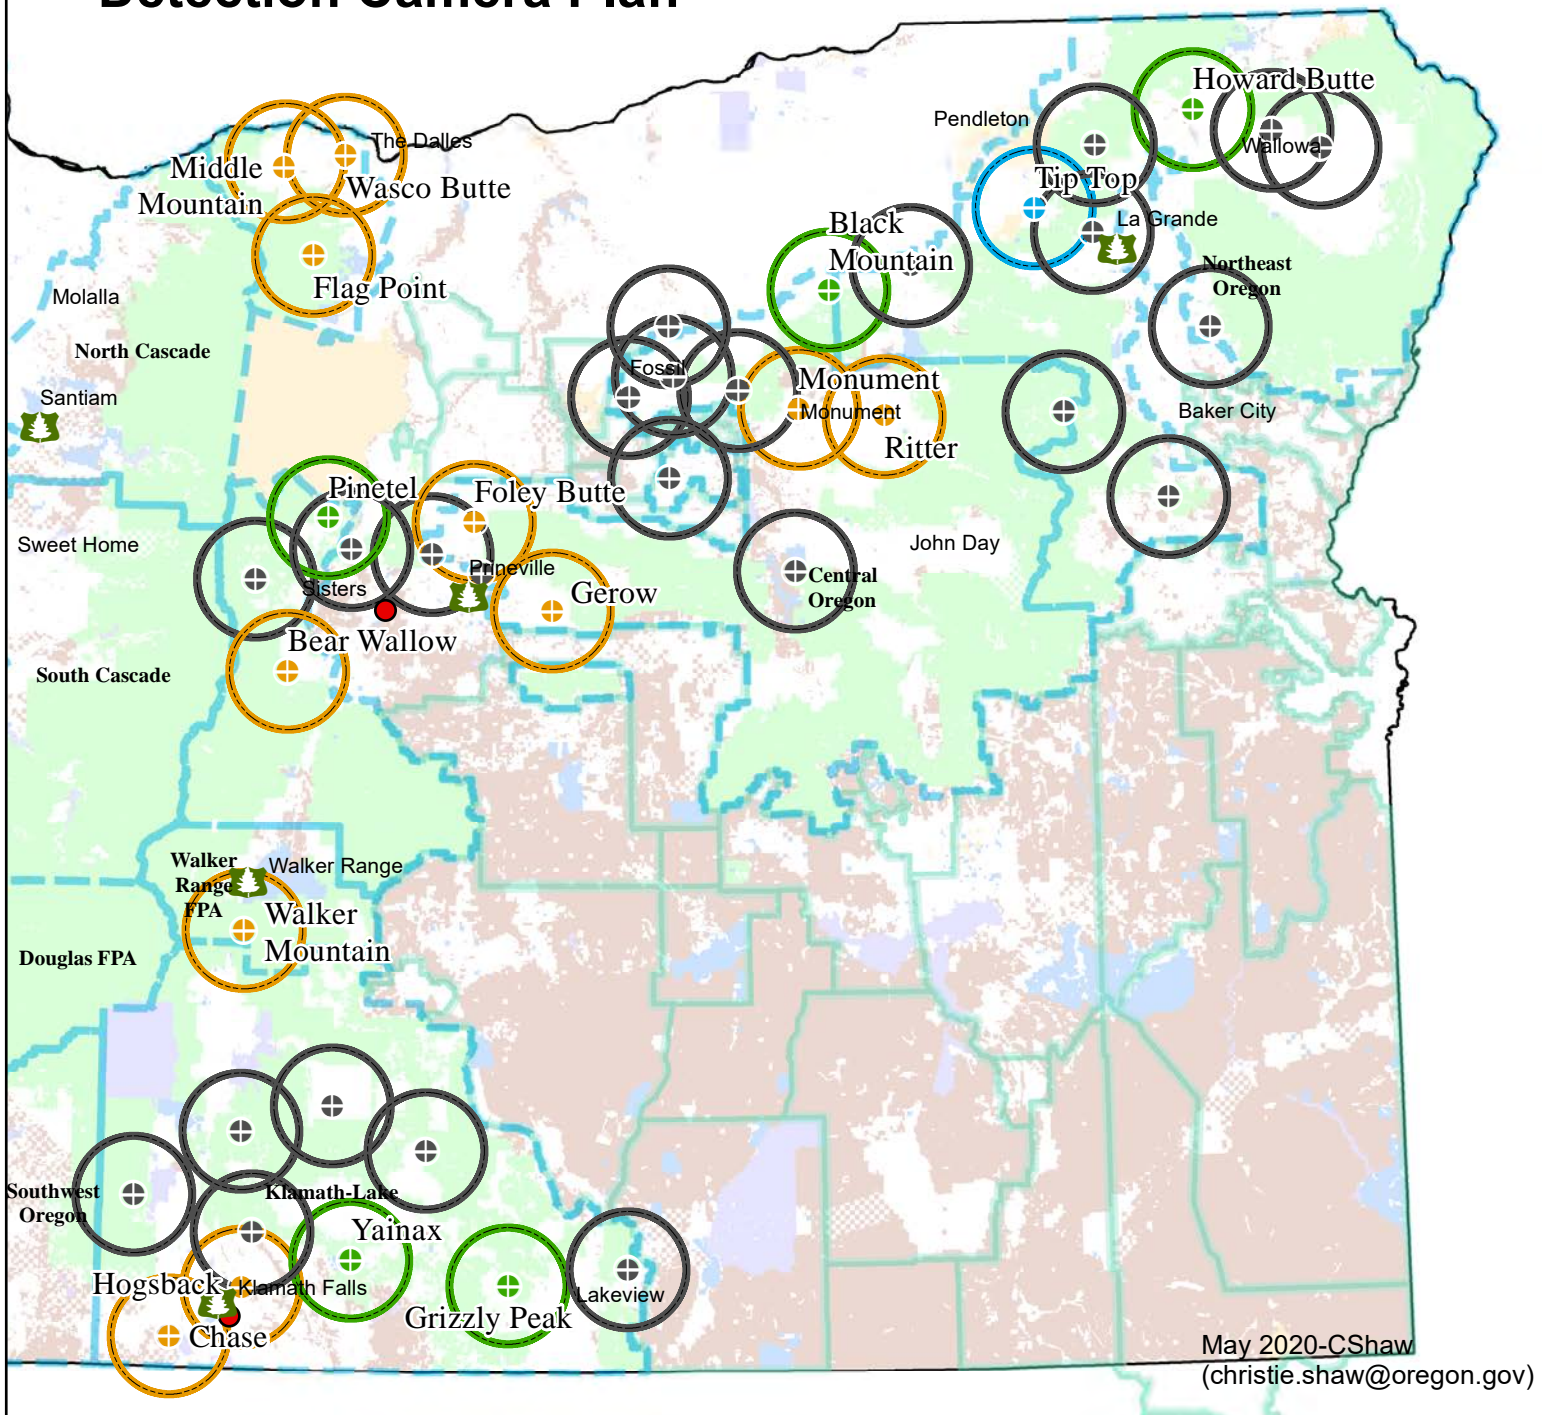 Detection Camera Plan
Howard Butte
Pendleton
The Dalles
Wallowa
Middle
Mountain
Wasco Butte
Tip Top
La Grande
Black
Mountain
Northeast
Oregon
Flag Point
Molalla
North Cascade
Fossil
Monument
Monument
Santiam
Baker City
Ritter
Pinetel
Foley Butte
Sweet Home
John Day
Prineville
Central
Oregon
Sisters
Gerow
Bear Wallow
South Cascade
Walker
Range
FPA
Walker Range
Walker
Mountain
Douglas FPA
Southwest
Oregon
Klamath-Lake
Yainax
Hogsback
Klamath Falls
Lakeview
Grizzly Peak
Chase
May 2020-CShaw
(christie.shaw@oregon.gov)